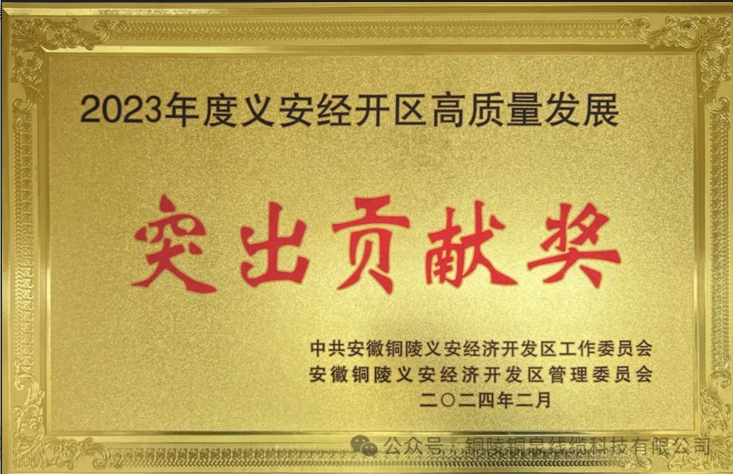 2023年度义安经开区高质量发展
突出贡献奖
中共安徽铜陵义安经济开发区工作委员会
安徽铜陵义安经济开发区管理委员会
二〇二四年二月
公众号：铜陵铜泉线缆科技有限公司